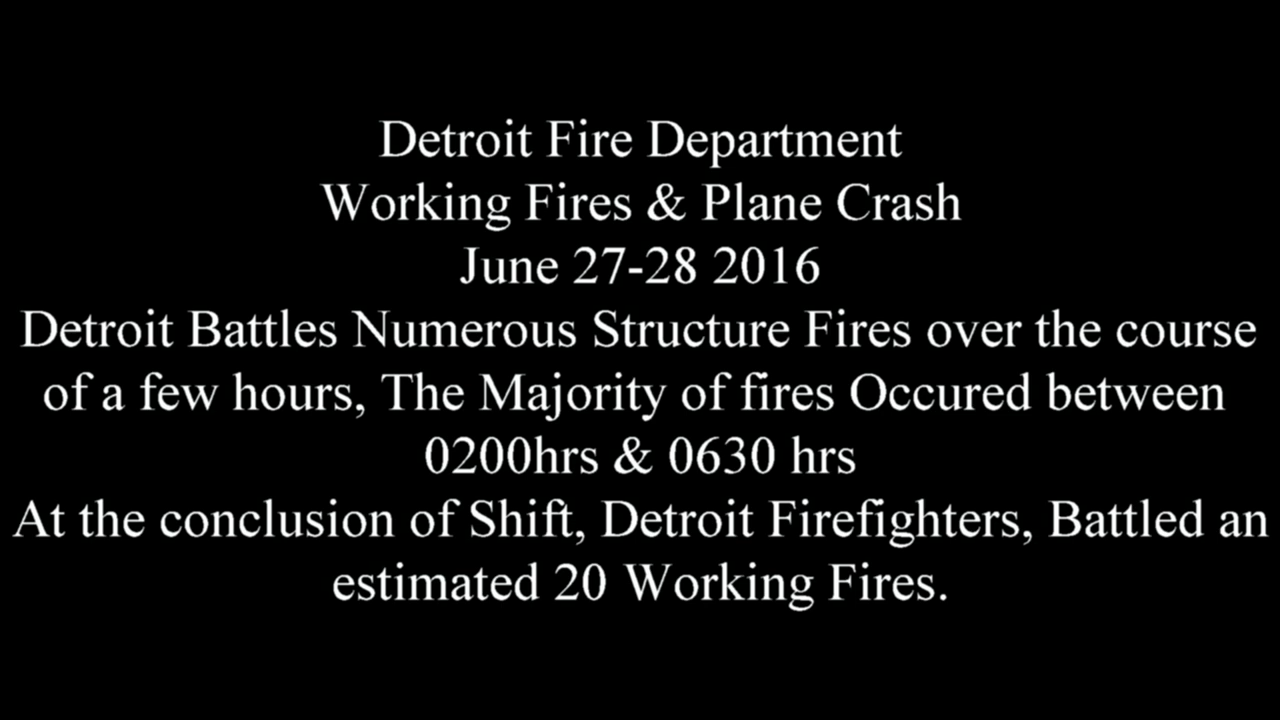 Detroit Fire Department
Working Fires & Plane Crash
June 27-28 2016
Detroit Battles Numerous Structure Fires over the course
of a few hours, The Majority of fires Occured between
0200hrs & 0630 hrs
At the conclusion of Shift, Detroit Firefighters, Battled an
estimated 20 Working Fires.